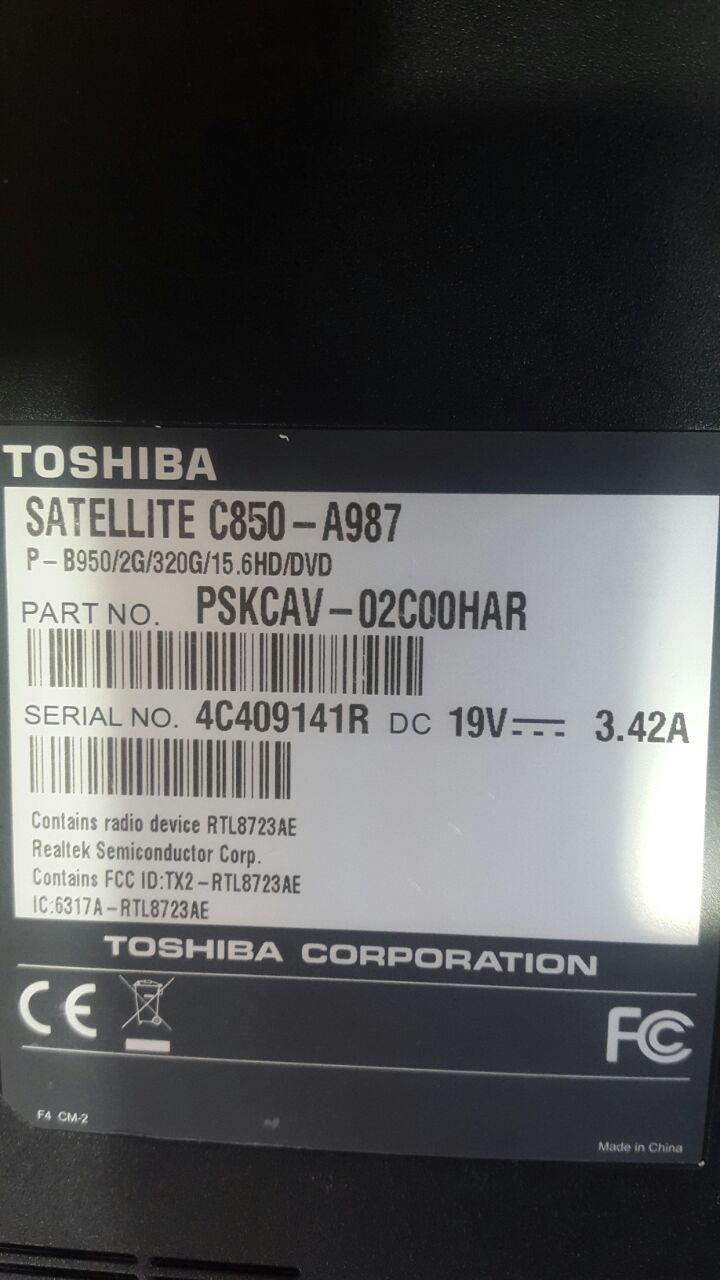 TOSHIBA
SATELLITE C850-A987
P-B950/2G/320G/15.6HD/DVD
PART NO. PSKCAV-02C00HAR
SERIAL NO. 4C409141R DC 19V 3.42A
Contains radio device RTL8723AE
Realtek Semiconductor Corp.
Contains FCC ID:TX2-RTL8723AE
IC:6317A-RTL8723AE
TOSHIBA CORPORATION
CE FC
F4 CM-2
Made in China